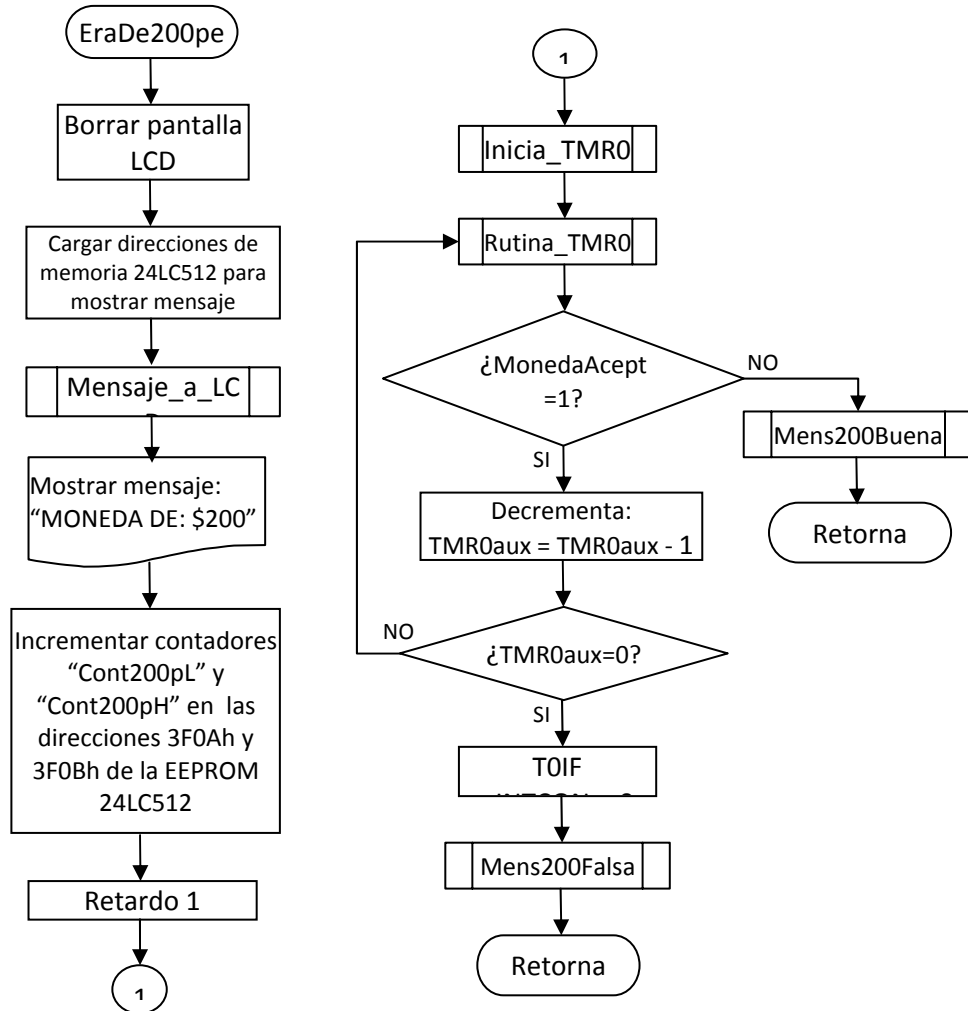 EraDe200pe
Borrar pantalla
LCD
Cargar direcciones de
memoria 24LC512 para
mostrar mensaje
Mensaje_a_LC
Mostrar mensaje:
“MONEDA DE: $200”
Incrementar contadores
“Cont200pL” y
“Cont200pH” en las
direcciones 3F0Ah y
3F0Bh de la EEPROM
24LC512
Retardo 1
1
1
Inicia_TMR0
Rutina_TMR0
¿MonedaAcept
=1?
NO
Mens200Buena
Retorna
SI
Decrementa:
TMR0aux = TMR0aux - 1
NO
¿TMR0aux=0?
SI
T0IF
Mens200Falsa
Retorna